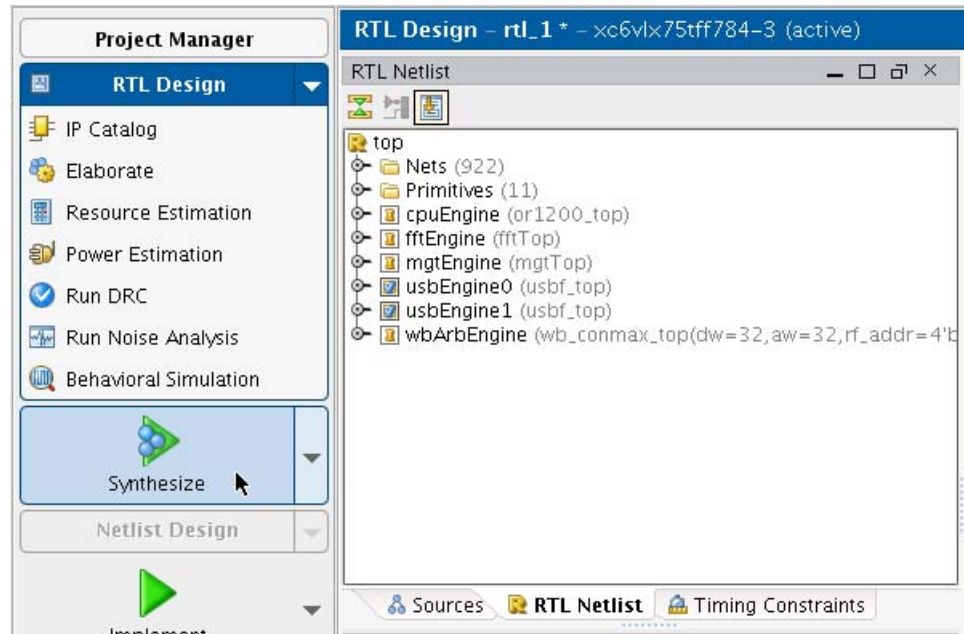 Project Manager
RTL Design
IP Catalog
Elaborate
Resource Estimation
Power Estimation
Run DRC
Run Noise Analysis
Behavioral Simulation
Synthesize
Netlist Design
Implement
RTL Design - rtl_1 * - xc6vlx75tff784-3 (active)
RTL Netlist
top
Nets (922)
Primitives (11)
cpuEngine (or1200_top)
fftEngine (fftTop)
mgtEngine (mgtTop)
usbEngine0 (usbf_top)
usbEngine1 (usbf_top)
wbArbEngine (wb_conmax_top(dw=32,aw=32,rf_addr=4'b
Sources RTL Netlist Timing Constraints